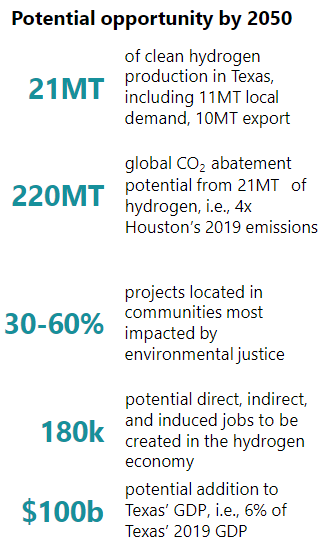 Potential opportunity by 2050
21MT
of clean hydrogen
production in Texas,
including 11MT local
demand, 10MT export
220MT
global CO₂ abatement
potential from 21MT of
hydrogen, i.e., 4x
Houston's 2019 emissions
30-60%
projects located in
communities most
impacted by
environmental justice
180k
potential direct, indirect,
and induced jobs to be
created in the hydrogen
economy
$100b
potential addition to
Texas' GDP, i.e., 6% of
Texas' 2019 GDP